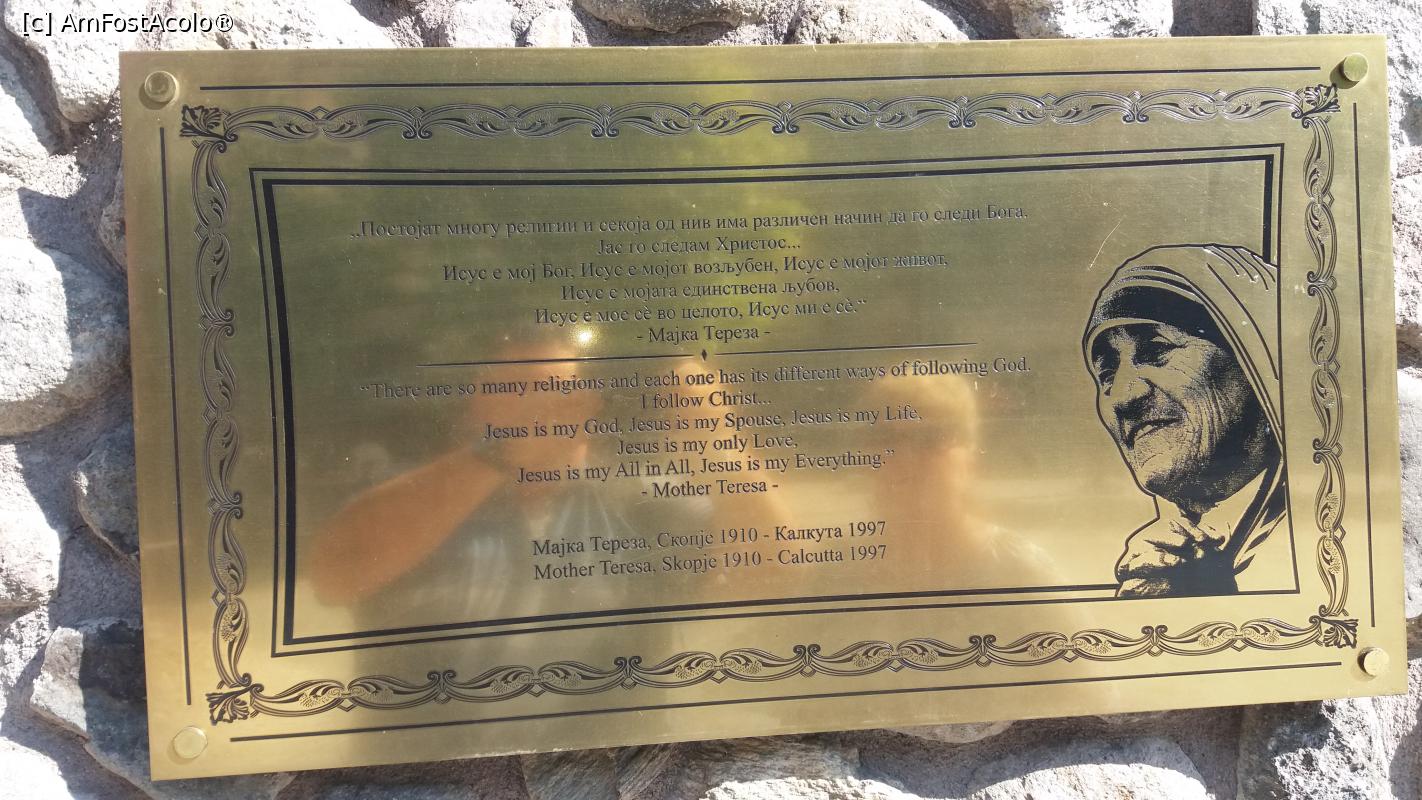 [c] AmFostAcolo®
„Постојат многу религии и секоја од нив има различен начин да го следи Бога.
Јас го следам Христос...
Исус е мој Бог, Исус е мојот возљубен, Исус е мојот живот,
Исус е мојата единствена љубов,
Исус е мое сѐ во целото, Исус ми е сѐ.“
- Мајка Тереза -
“There are so many religions and each one has its different ways of following God.
I follow Christ...
Jesus is my God, Jesus is my Spouse, Jesus is my Life,
Jesus is my only Love,
Jesus is my All in All, Jesus is my Everything.”
- Mother Teresa -
Мајка Тереза, Скопје 1910 - Калкута 1997
Mother Teresa, Skopje 1910 - Calcutta 1997